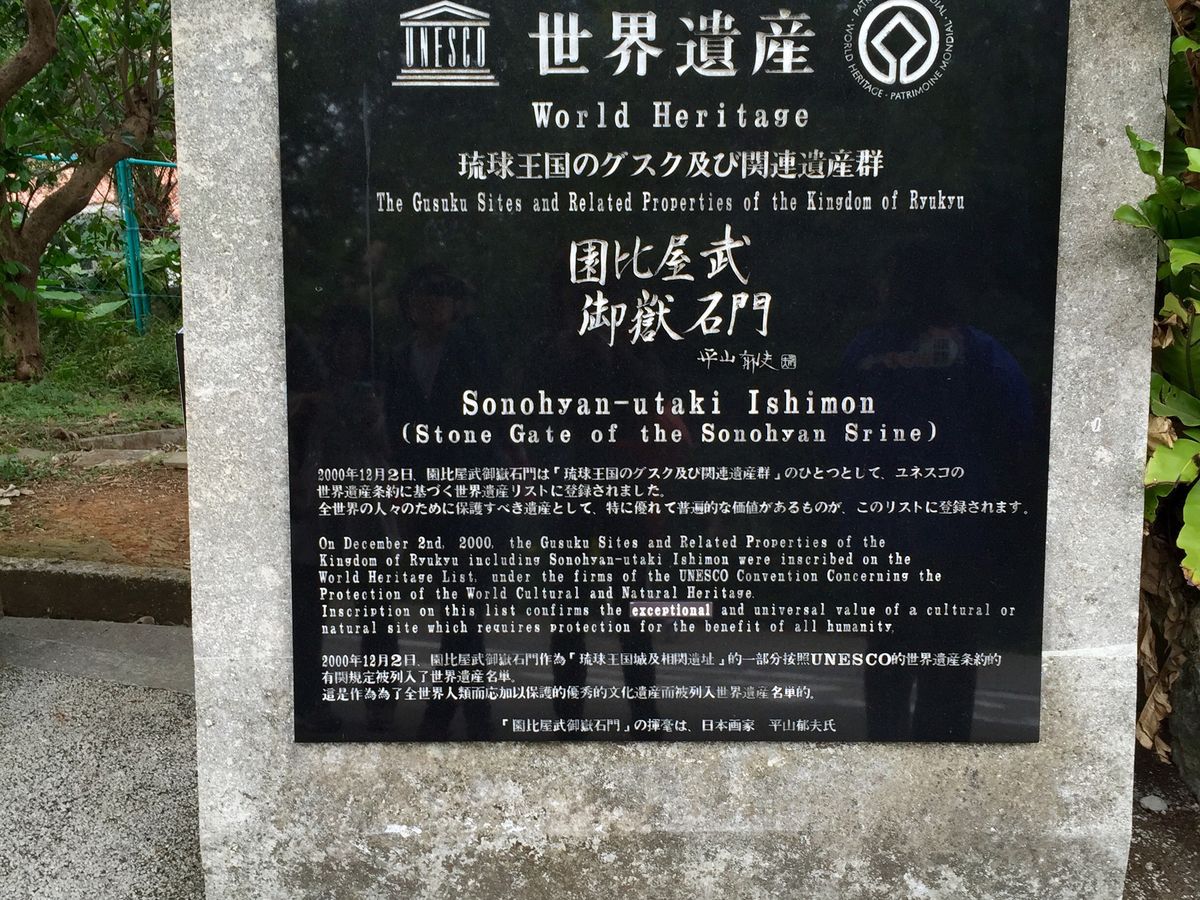 UNESCO
世界遺産
WORLD HERITAGE • PATRIMOINE MONDIAL
World Heritage
琉球王国のグスク及び関連遺産群
The Gusuku Sites and Related Properties of the Kingdom of Ryukyu
園比屋武
御嶽石門
平山郁夫
Sonohyan-utaki Ishimon
(Stone Gate of the Sonohyan Srine)
2000年12月2日、園比屋武御嶽石門は「琉球王国のグスク及び関連遺産群」のひとつとして、ユネスコの
世界遺産条約に基づく世界遺産リストに登録されました。
全世界の人々のために保護すべき遺産として、特に優れて普遍的な価値があるものが、このリストに登録されます。
On December 2nd, 2000, the Gusuku Sites and Related Properties of the
Kingdom of Ryukyu including Sonohyan-utaki Ishimon were inscribed on the
World Heritage List, under the firms of the UNESCO Convention Concerning the
Protection of the World Cultural and Natural Heritage.
Inscription on this list confirms the exceptional and universal value of a cultural or
natural site which requires protection for the benefit of all humanity.
2000年12月2日、園比屋武御嶽石門作為「琉球王国城及相関遺址」的一部分按照UNESCO的世界遺産条約的
有関規定被列入了世界遺産名単。
這是作為為了全世界人類而応加以保護的優秀的文化遺産而被列入世界遺産名単的。
「園比屋武御嶽石門」の揮毫は、日本画家 平山郁夫氏